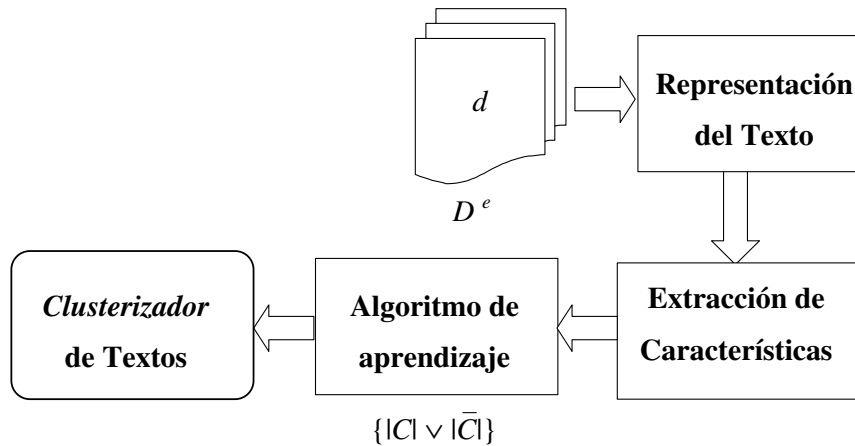 d
D e
Representación
del Texto
Extracción de
Características
Algoritmo de
aprendizaje
{|C| ∨ |C̅|}
Clusterizador
de Textos